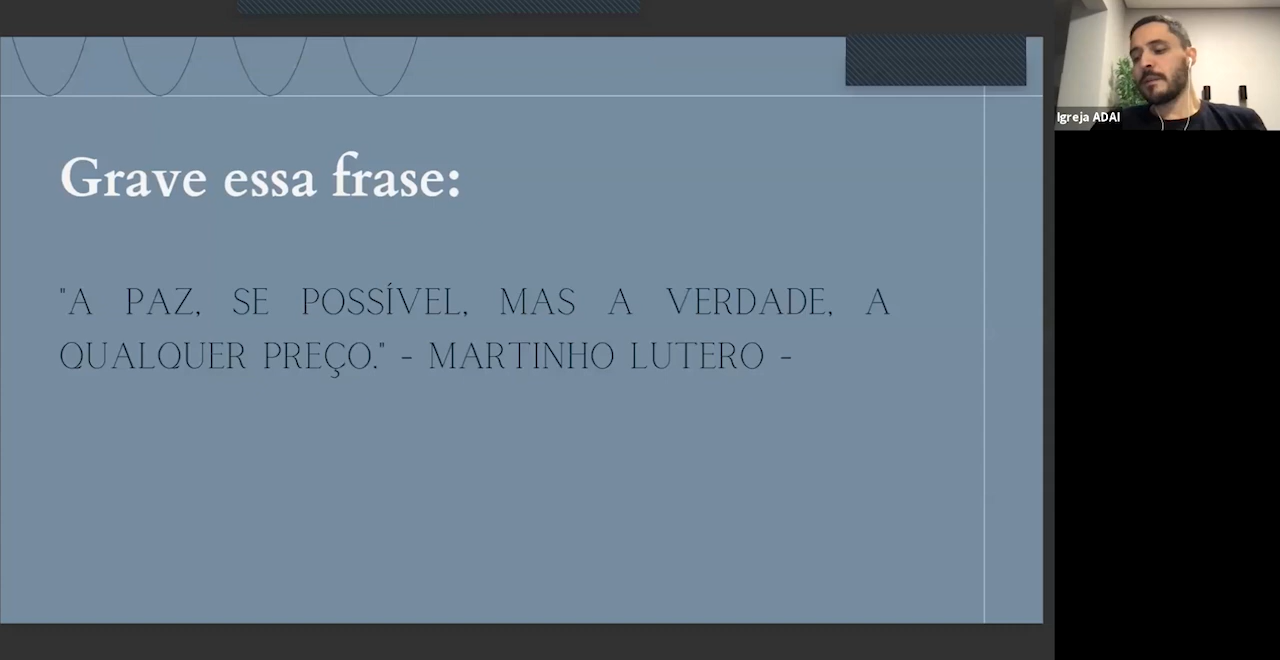 Grave essa frase:
"A PAZ, SE POSSÍVEL, MAS A VERDADE, A
QUALQUER PREÇO." - MARTINHO LUTERO -
Igreja ADAI